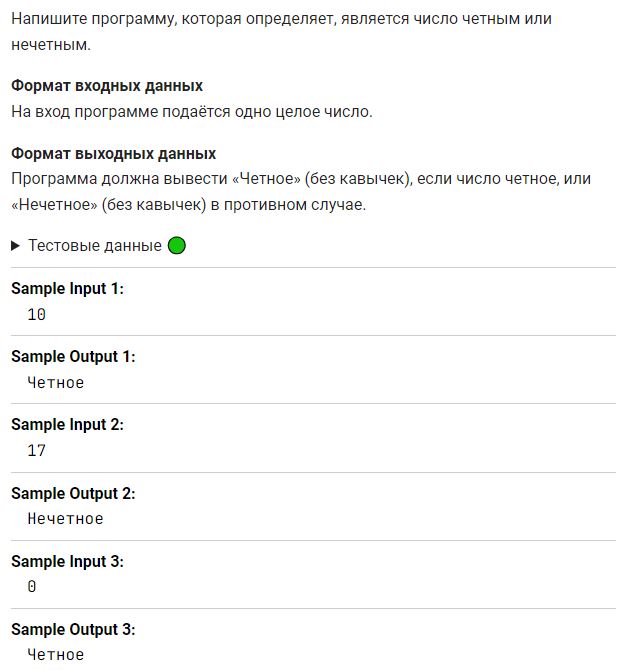 Напишите программу, которая определяет, является число четным или
нечетным.
Формат входных данных
На вход программе подаётся одно целое число.
Формат выходных данных
Программа должна вывести «Четное» (без кавычек), если число четное, или
«Нечетное» (без кавычек) в противном случае.
Тестовые данные
Sample Input 1:
10
Sample Output 1:
Четное
Sample Input 2:
17
Sample Output 2:
Нечетное
Sample Input 3:
0
Sample Output 3:
Четное